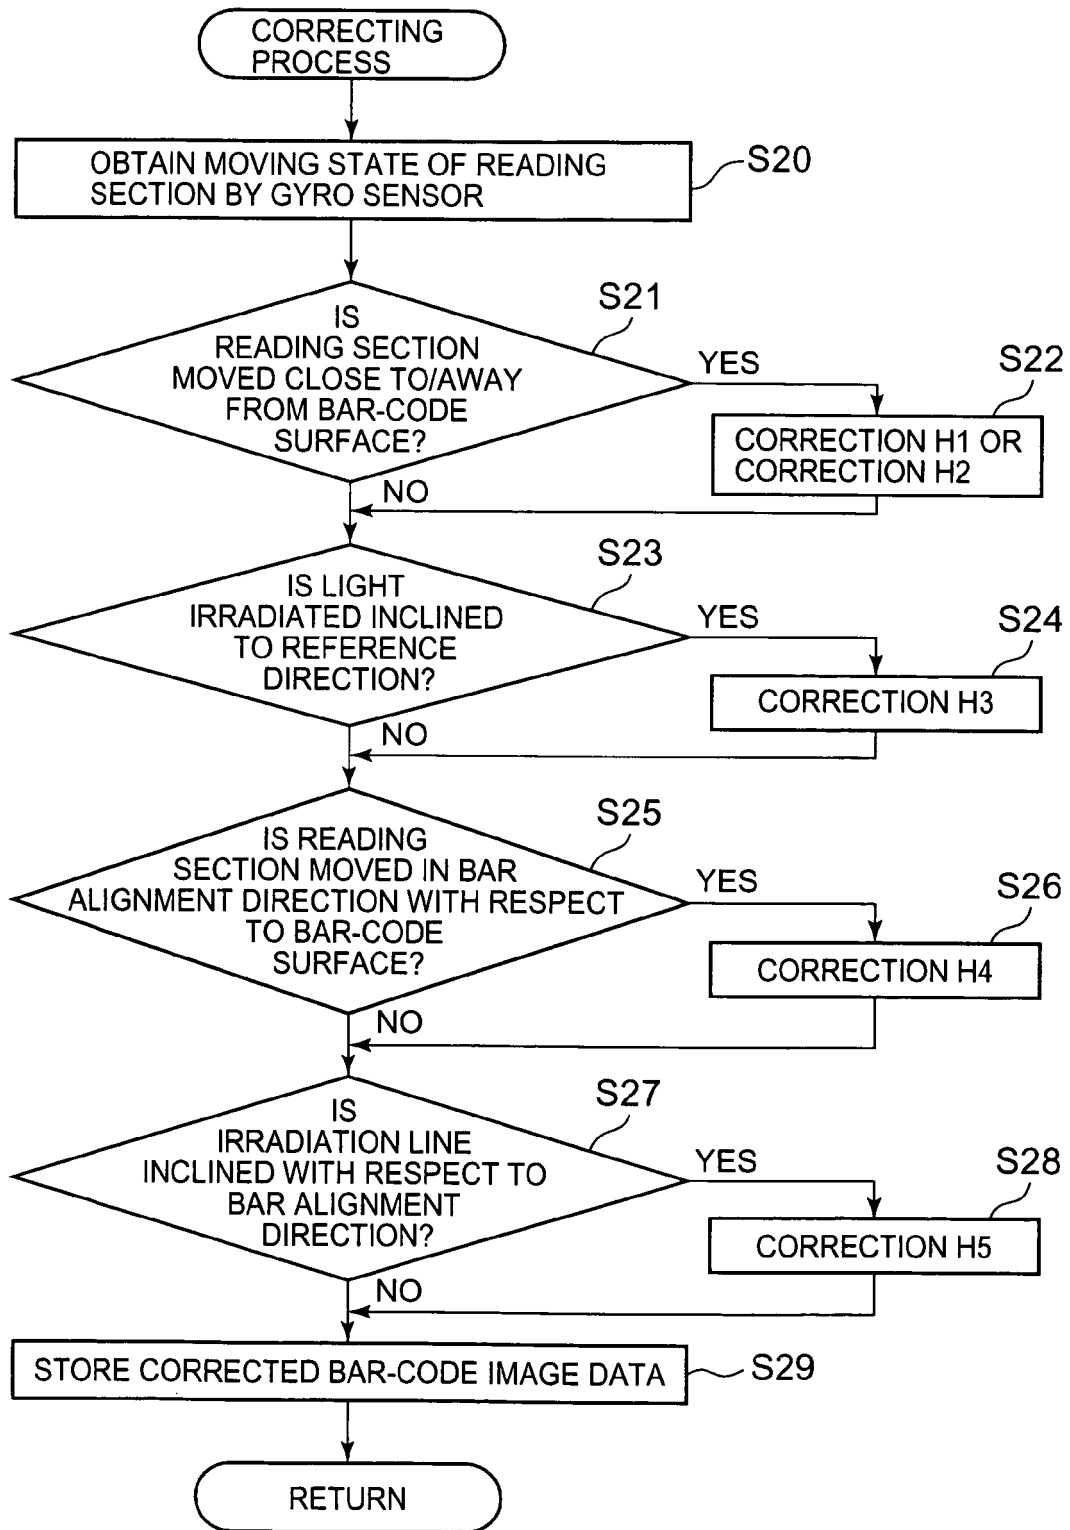 CORRECTING
PROCESS
OBTAIN MOVING STATE OF READING
SECTION BY GYRO SENSOR
S20
IS
READING SECTION
MOVED CLOSE TO/AWAY
FROM BAR-CODE
SURFACE?
S21
YES
S22
CORRECTION H1 OR
CORRECTION H2
NO
IS LIGHT
IRRADIATED INCLINED
TO REFERENCE
DIRECTION?
S23
YES
S24
CORRECTION H3
NO
IS READING
SECTION MOVED IN BAR
ALIGNMENT DIRECTION WITH RESPECT
TO BAR-CODE
SURFACE?
S25
YES
S26
CORRECTION H4
NO
IS
IRRADIATION LINE
INCLINED WITH RESPECT TO
BAR ALIGNMENT
DIRECTION?
S27
YES
S28
CORRECTION H5
NO
STORE CORRECTED BAR-CODE IMAGE DATA
S29
RETURN